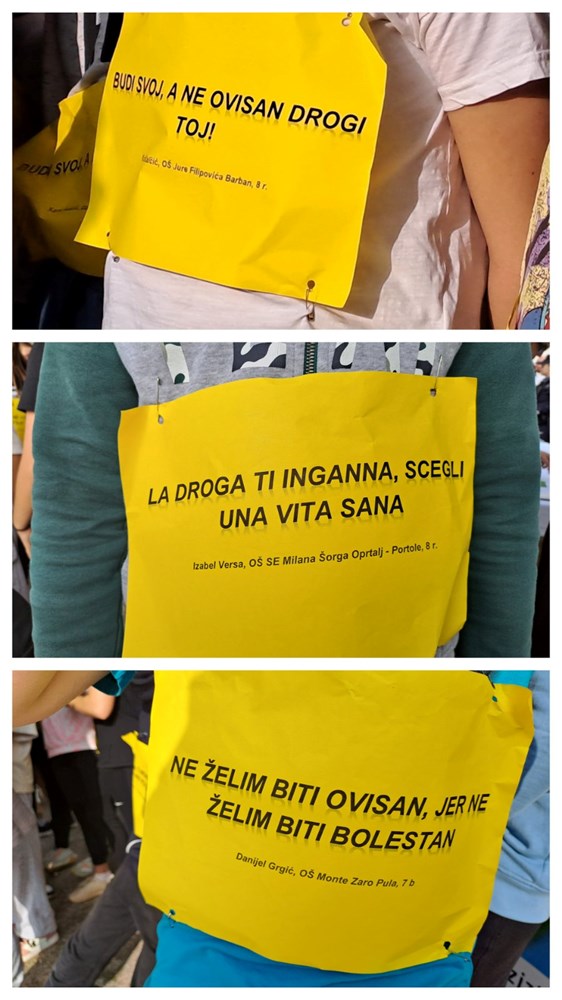 BUDI SVOJ, A NE OVISAN DROGI
TOJ!
OŠ Jure Filipovića Barban, 8 r.
BUDI SVOJ, A
LA DROGA TI INGANNA, SCEGLI
UNA VITA SANA
Izabel Versa, OŠ SE Milana Šorga Oprtalj - Portole, 8 r.
NE ŽELIM BITI OVISAN, JER NE
ŽELIM BITI BOLESTAN
Danijel Grgić, OŠ Monte Zaro Pula, 7 b